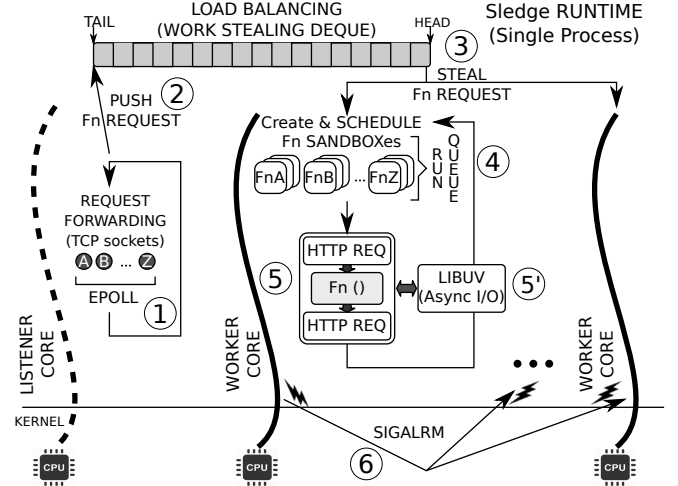 LOAD BALANCING
(WORK STEALING DEQUE)
TAIL
HEAD
Sledge RUNTIME
(Single Process)
3
STEAL
Fn REQUEST
2
PUSH
Fn REQUEST
Create & SCHEDULE
Fn SANDBOXes
FnA FnB ... FnZ
RUN
QUEUE
4
REQUEST
FORWARDING
(TCP sockets)
A B ... Z
EPOLL
1
HTTP REQ
Fn ()
HTTP REQ
5
LIBUV
(Async I/O)
5'
LISTENER
CORE
WORKER
CORE
WORKER
CORE
KERNEL
SIGALRM
6
CPU
CPU
CPU